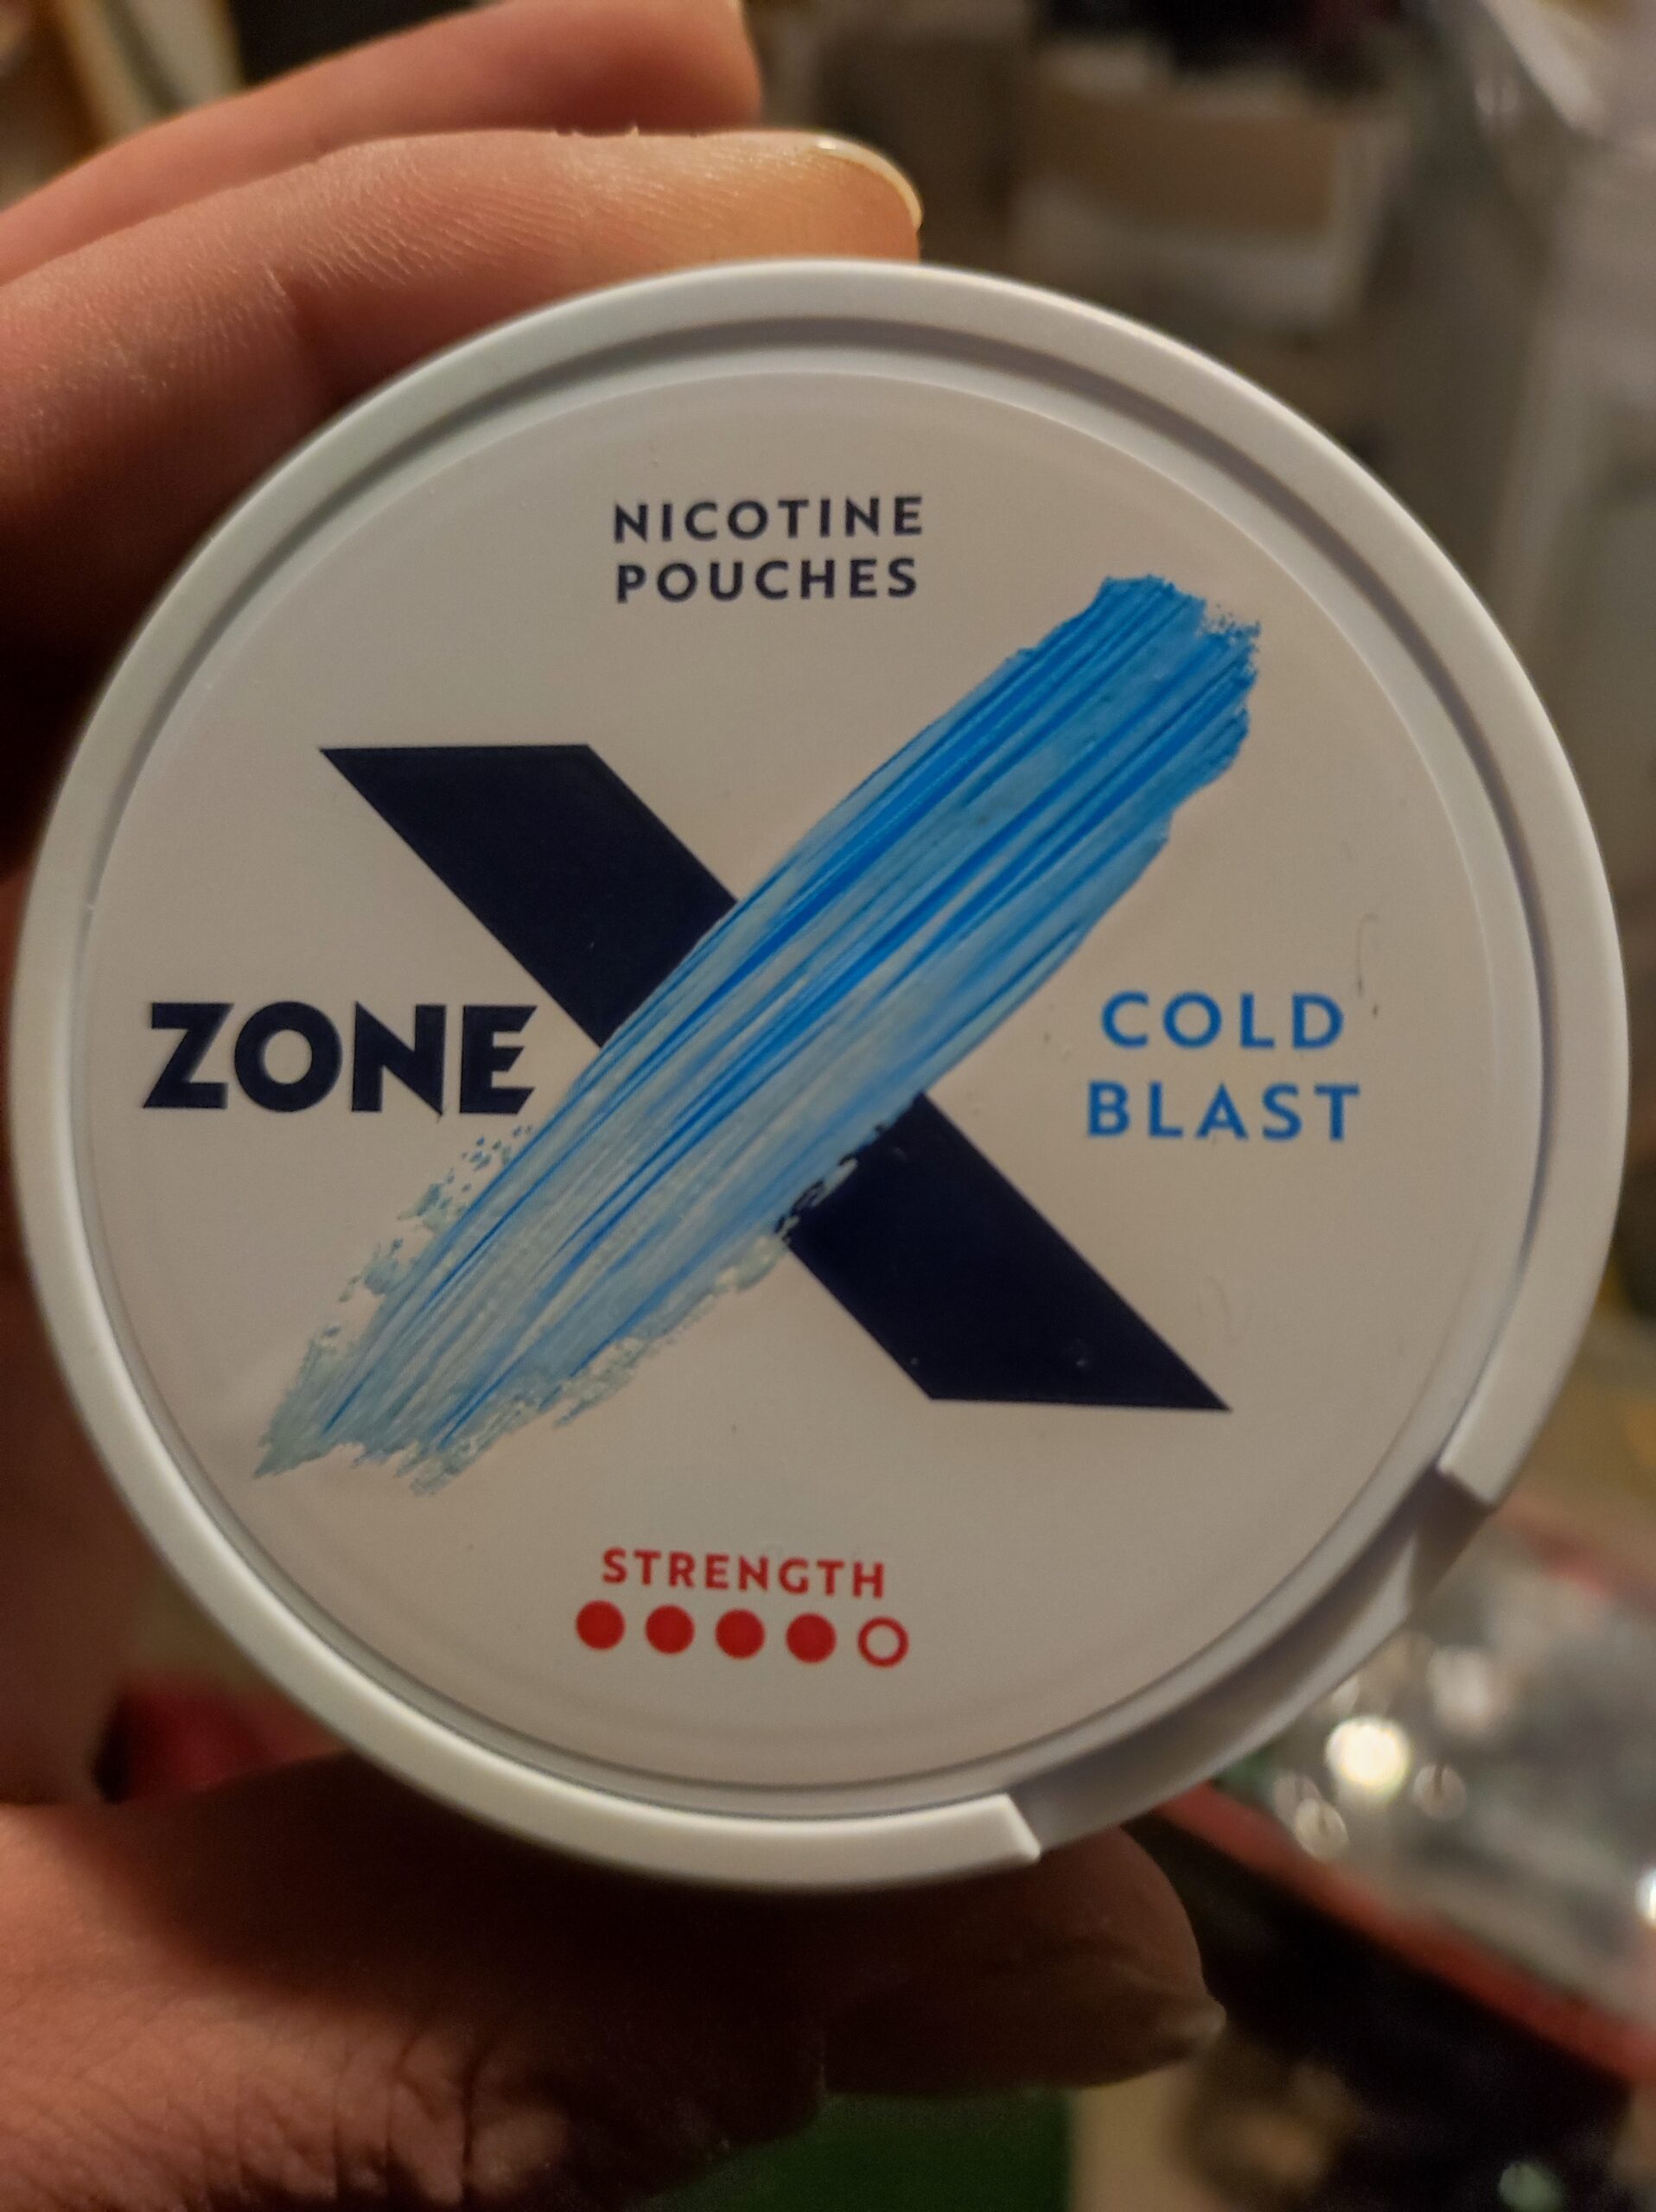 NICOTINE
POUCHES
ZONE X
COLD
BLAST
STRENGTH